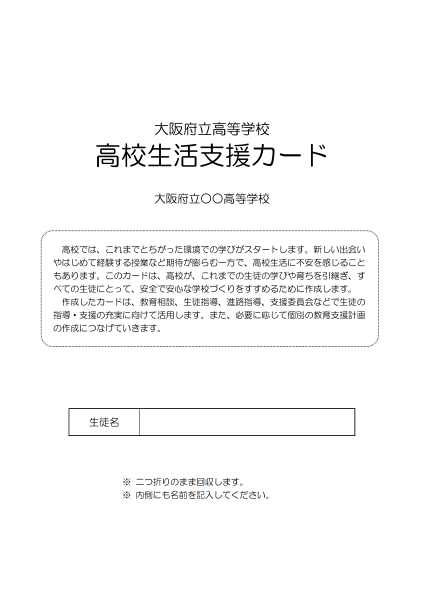 大阪府立高等学校
高校生活支援カード
大阪府立〇〇高等学校
高校では、これまでとちがった環境での学びがスタートします。新しい出会い
やはじめて経験する授業など期待が膨らむ一方で、高校生活に不安を感じること
もあります。このカードは、高校が、これまでの生徒の学びや育ちを引継ぎ、す
べての生徒にとって、安全で安心な学校づくりをすすめるために作成します。
作成したカードは、教育相談、生徒指導、進路指導、支援委員会などで生徒の
指導・支援の充実に向けて活用します。また、必要に応じて個別の教育支援計画
の作成につなげていきます。
生徒名
※ 二つ折りのまま回収します。
※ 内側にも名前を記入してください。